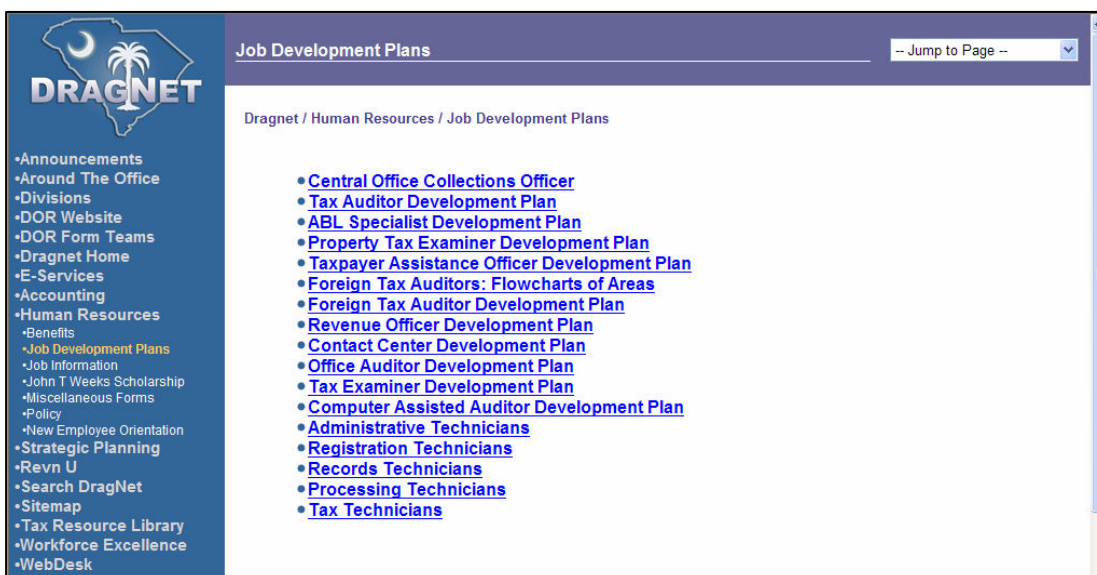 DRAGNET
Job Development Plans
-- Jump to Page --
Dragnet / Human Resources / Job Development Plans
•Announcements
•Around The Office
•Divisions
•DOR Website
•DOR Form Teams
•Dragnet Home
•E-Services
•Accounting
•Human Resources
•Benefits
•Job Development Plans
•Job Information
•John T Weeks Scholarship
•Miscellaneous Forms
•Policy
•New Employee Orientation
•Strategic Planning
•Revn U
•Search DragNet
•Sitemap
•Tax Resource Library
•Workforce Excellence
•WebDesk
•Central Office Collections Officer
•Tax Auditor Development Plan
•ABL Specialist Development Plan
•Property Tax Examiner Development Plan
•Taxpayer Assistance Officer Development Plan
•Foreign Tax Auditors: Flowcharts of Areas
•Foreign Tax Auditor Development Plan
•Revenue Officer Development Plan
•Contact Center Development Plan
•Office Auditor Development Plan
•Tax Examiner Development Plan
•Computer Assisted Auditor Development Plan
•Administrative Technicians
•Registration Technicians
•Records Technicians
•Processing Technicians
•Tax Technicians